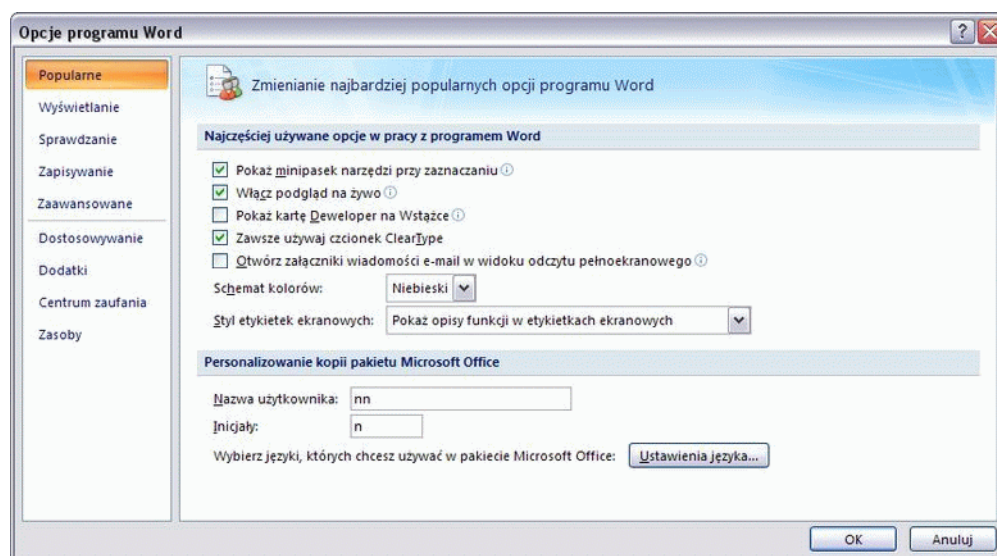 Opcje programu Word
Popularne
Wyświetlanie
Sprawdzanie
Zapisywanie
Zaawansowane
Dostosowywanie
Dodatki
Centrum zaufania
Zasoby
Zmienianie najbardziej popularnych opcji programu Word
Najczęściej używane opcje w pracy z programem Word
Pokaż minipasek narzędzi przy zaznaczaniu
Włącz podgląd na żywo
Pokaż kartę Deweloper na Wstążce
Zawsze używaj czcionek ClearType
Otwórz załączniki wiadomości e-mail w widoku odczytu pełnoekranowego
Schemat kolorów: Niebieski
Styl etykietek ekranowych: Pokaż opisy funkcji w etykietkach ekranowych
Personalizowanie kopii pakietu Microsoft Office
Nazwa użytkownika: nn
Inicjały: n
Wybierz języki, których chcesz używać w pakiecie Microsoft Office: Ustawienia języka...
OK Anuluj